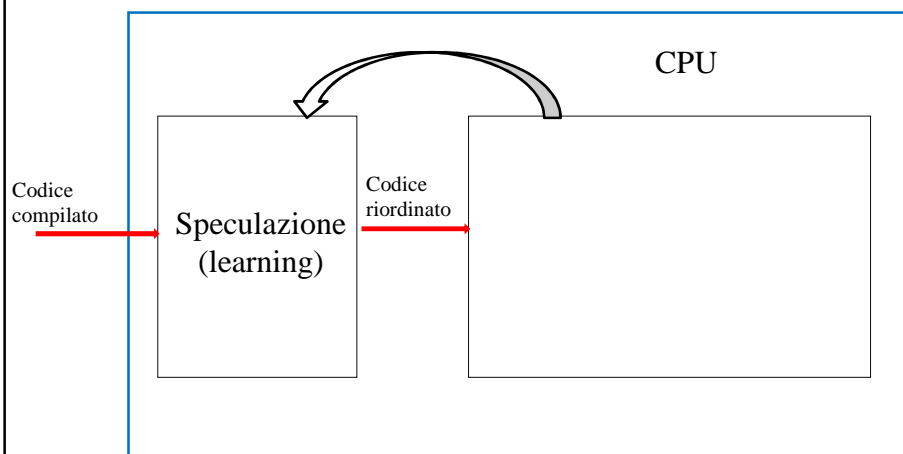 CPU
Codice
compilato
Speculazione
(learning)
Codice
riordinato